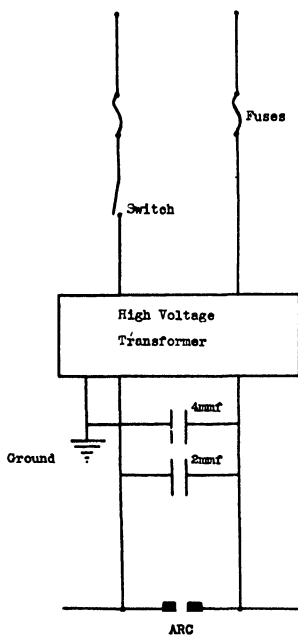 Fuses
Switch
High Voltage
Transformer
4mmf
Ground
2mmf
ARC